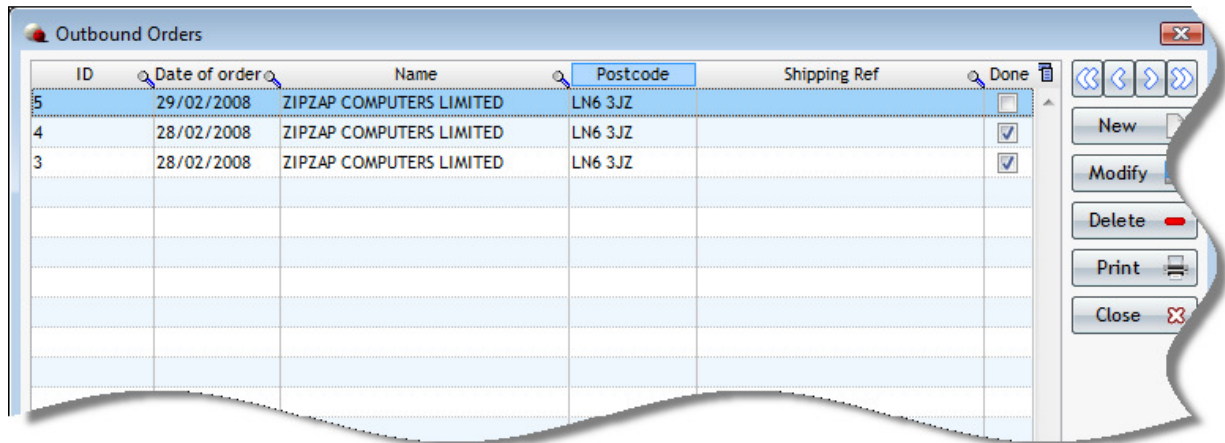 Outbound Orders
ID Date of order Name Postcode Shipping Ref Done
5 29/02/2008 ZIPZAP COMPUTERS LIMITED LN6 3JZ
4 28/02/2008 ZIPZAP COMPUTERS LIMITED LN6 3JZ
3 28/02/2008 ZIPZAP COMPUTERS LIMITED LN6 3JZ
New
Modify
Delete
Print
Close